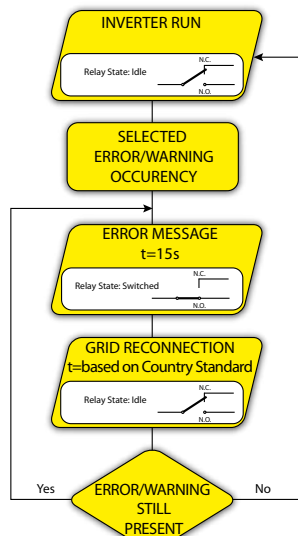 INVERTER RUN
N.C.
Relay State: Idle
N.O.
SELECTED
ERROR/WARNING
OCCURENCY
ERROR MESSAGE
t=15s
N.C.
Relay State: Switched
N.O.
GRID RECONNECTION
t=based on Country Standard
N.C.
Relay State: Idle
N.O.
Yes
No
ERROR/WARNING
STILL
PRESENT